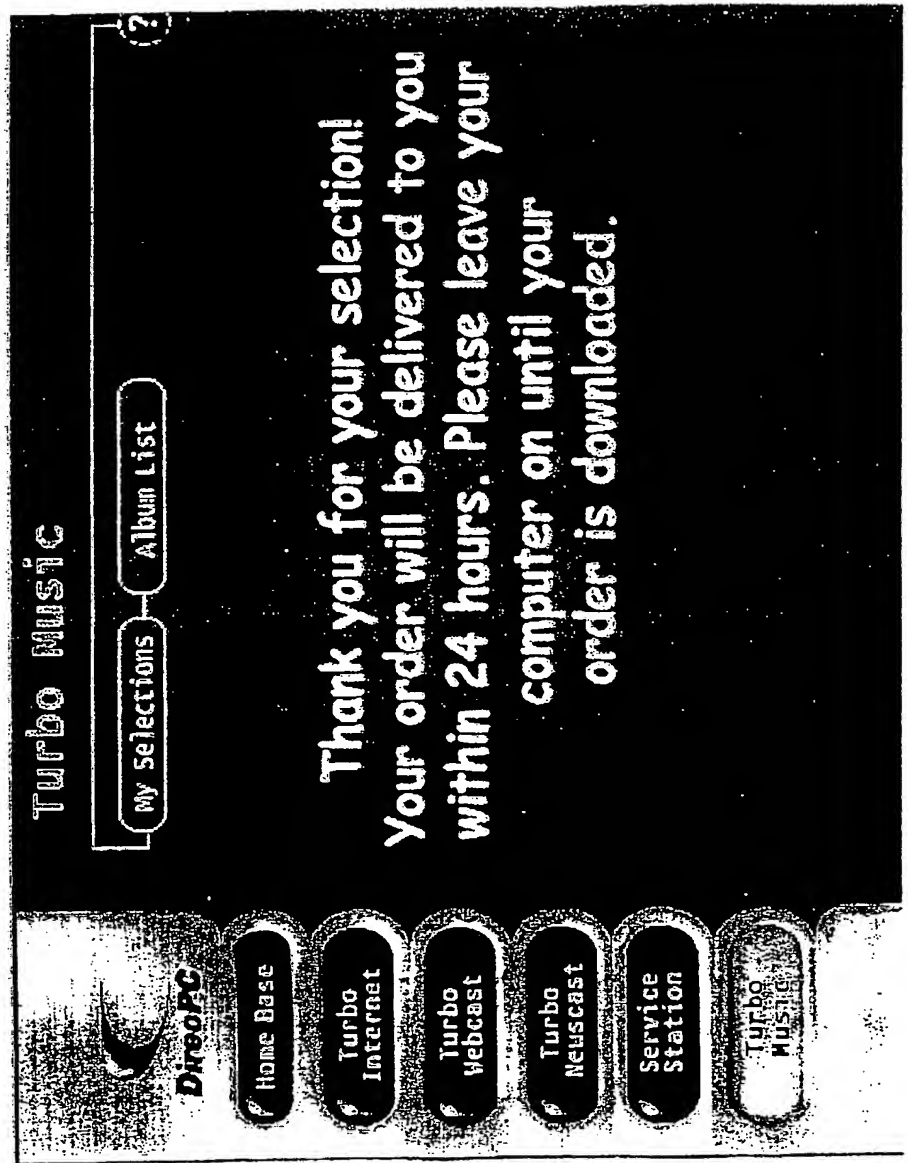 Turbo Music
My Selections
Album List
?
DirecPC
Home Base
Turbo
Internet
Turbo
Webcast
Turbo
Newscast
Service
Station
Turbo
Music
Thank you for your selection!
Your order will be delivered to you
within 24 hours. Please leave your
computer on until your
order is downloaded.